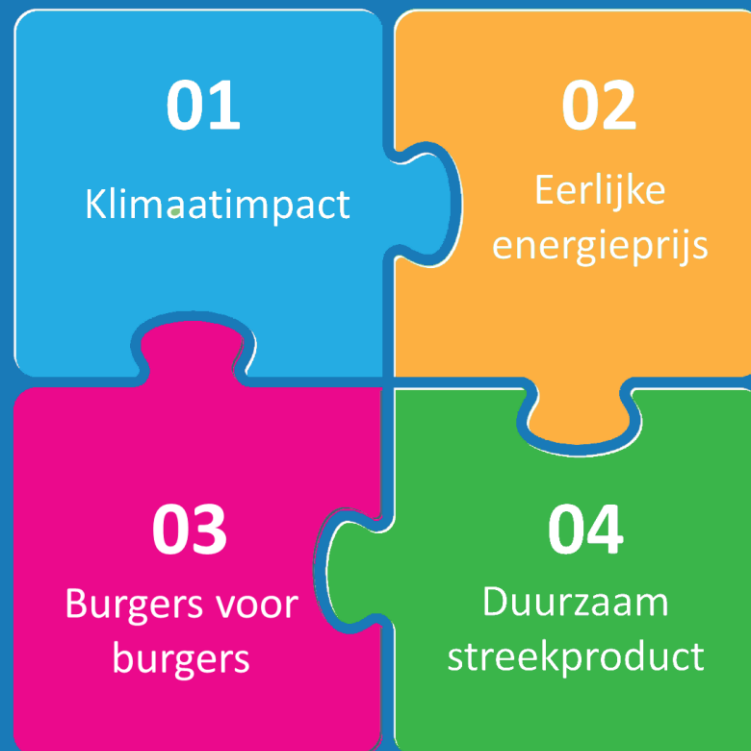 01
Klimaatimpact
02
Eerlijke
energieprijs
03
Burgers voor
burgers
04
Duurzaam
streekproduct